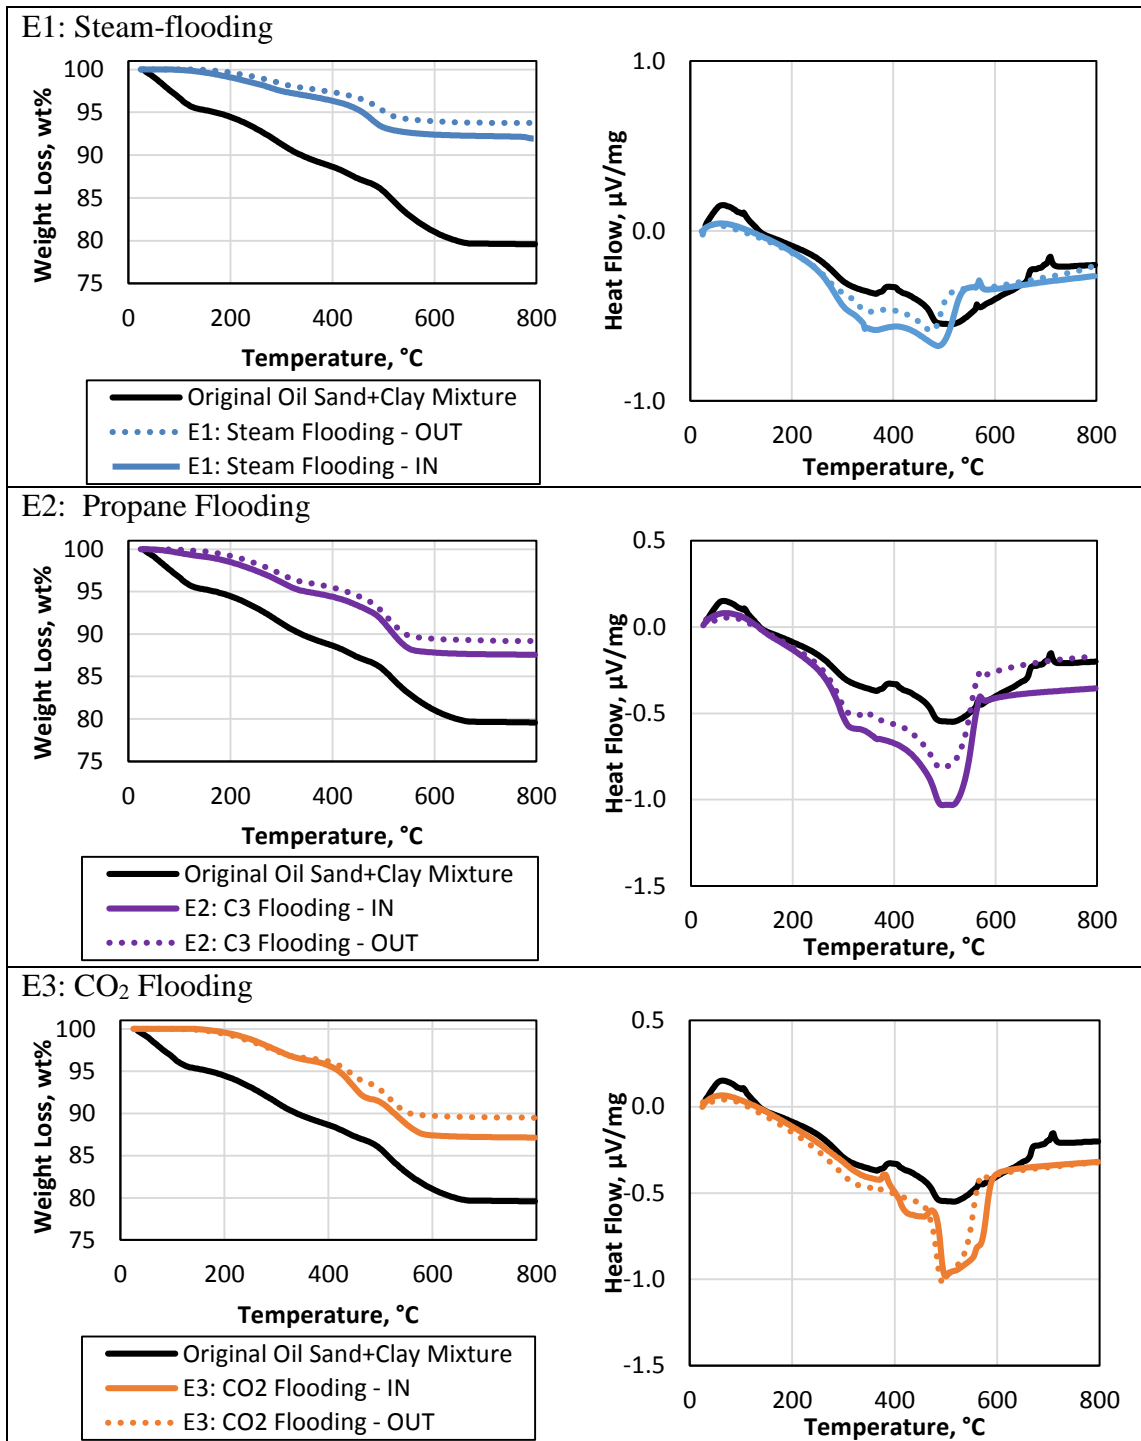 E1: Steam-flooding
100
95
90
85
80
75
0 200 400 600 800
Weight Loss, wt%
Temperature, °C
Original Oil Sand+Clay Mixture
E1: Steam Flooding - OUT
E1: Steam Flooding - IN
1.0
0.0
-1.0
0 200 400 600 800
Heat Flow, µV/mg
Temperature, °C
E2: Propane Flooding
100
95
90
85
80
75
0 200 400 600 800
Weight Loss, wt%
Temperature, °C
Original Oil Sand+Clay Mixture
E2: C3 Flooding - IN
E2: C3 Flooding - OUT
0.5
0.0
-0.5
-1.0
-1.5
0 200 400 600 800
Heat Flow, µV/mg
Temperature, °C
E3: CO₂ Flooding
100
95
90
85
80
75
0 200 400 600 800
Weight Loss, wt%
Temperature, °C
Original Oil Sand+Clay Mixture
E3: CO2 Flooding - IN
E3: CO2 Flooding - OUT
0.5
0.0
-0.5
-1.0
-1.5
0 200 400 600 800
Heat Flow, µV/mg
Temperature, °C